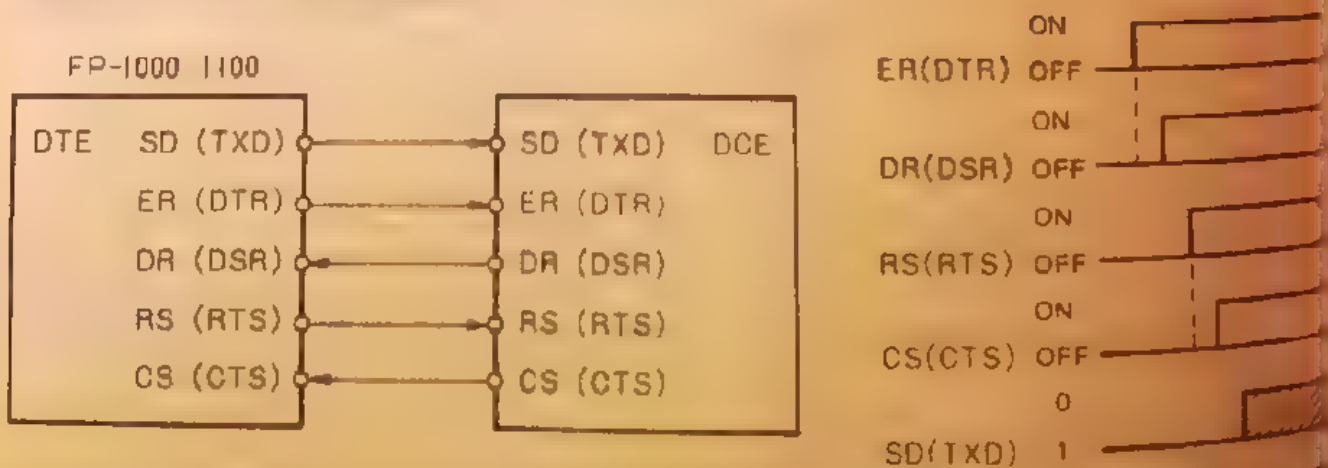 FP-1000 1100
DTE SD (TXD)
ER (DTR)
DR (DSR)
RS (RTS)
CS (CTS)
SD (TXD) DCE
ER (DTR)
DR (DSR)
RS (RTS)
CS (CTS)
ON
ER(DTR) OFF
ON
DR(DSR) OFF
ON
RS(RTS) OFF
ON
CS(CTS) OFF
0
SD(TXD) 1